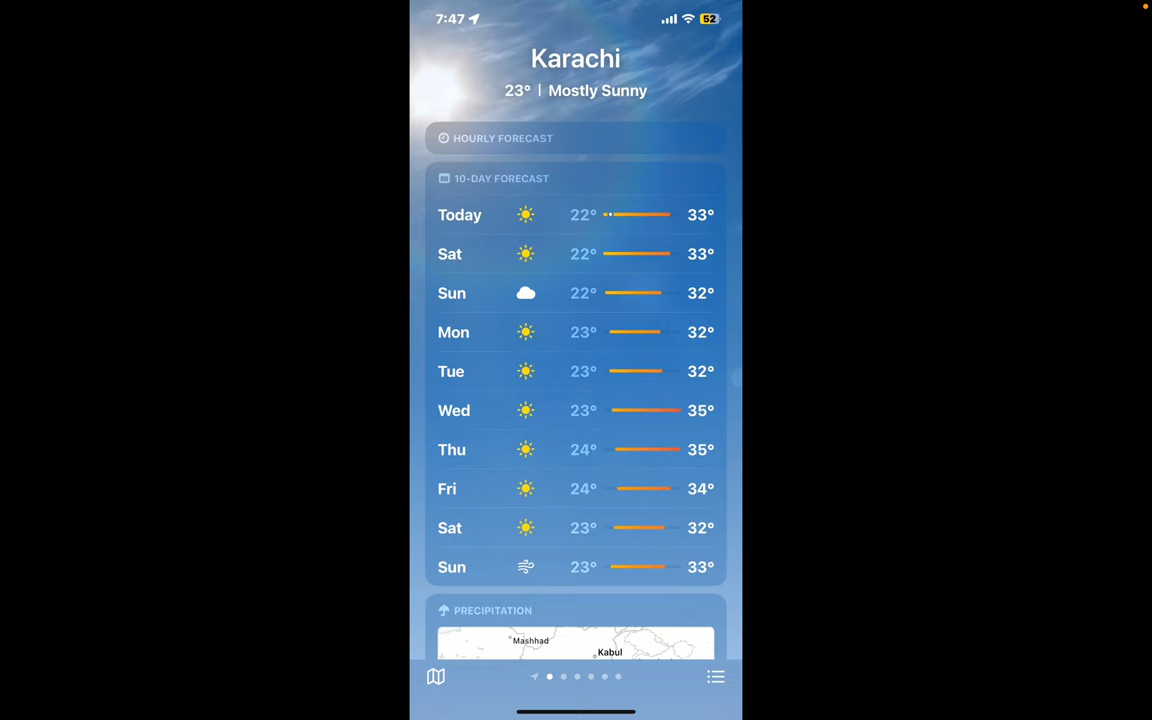 7:47 52
Karachi
23° | Mostly Sunny
HOURLY FORECAST
10-DAY FORECAST
Today 22° 33°
Sat 22° 33°
Sun 22° 32°
Mon 23° 32°
Tue 23° 32°
Wed 23° 35°
Thu 24° 35°
Fri 24° 34°
Sat 23° 32°
Sun 23° 33°
PRECIPITATION
Mashhad
Kabul